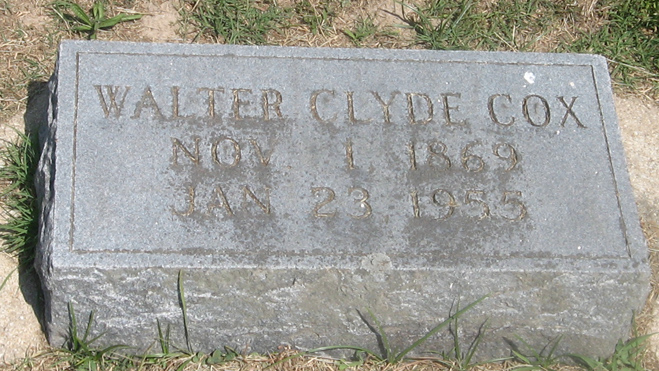 WALTER CLYDE COX
NOV. 1, 1869
JAN. 23, 1955